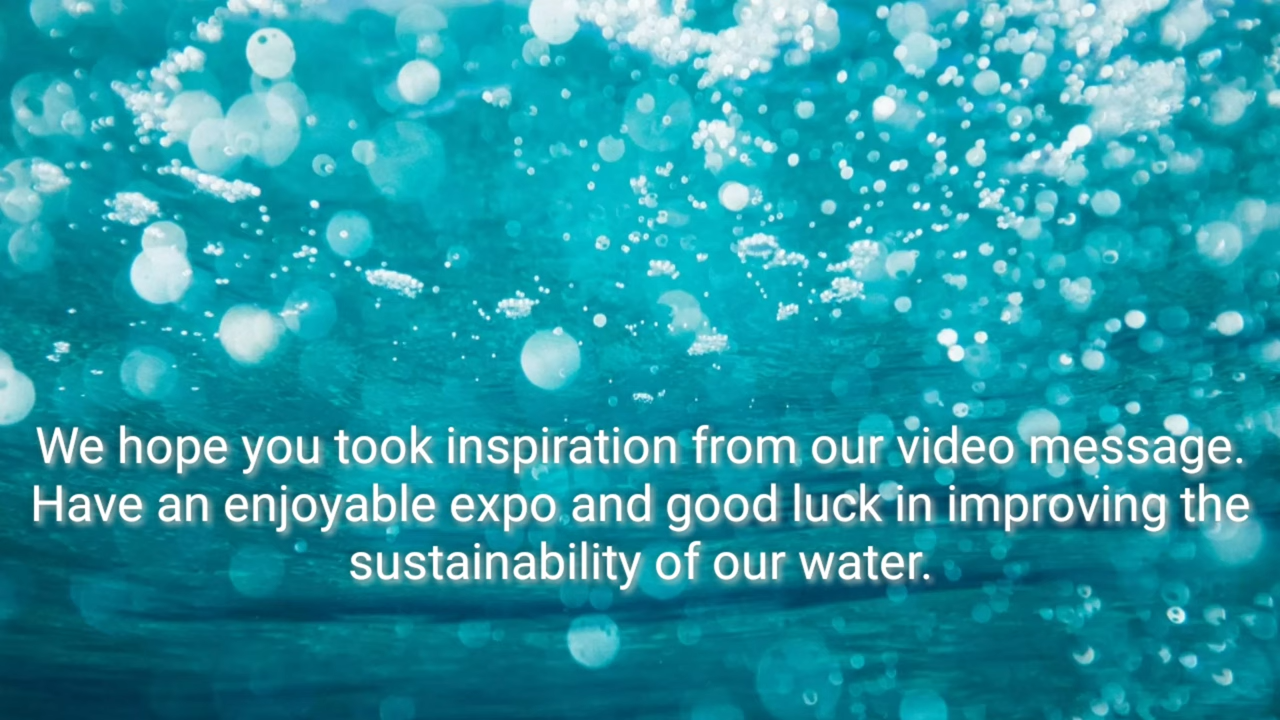 We hope you took inspiration from our video message.
Have an enjoyable expo and good luck in improving the
sustainability of our water.